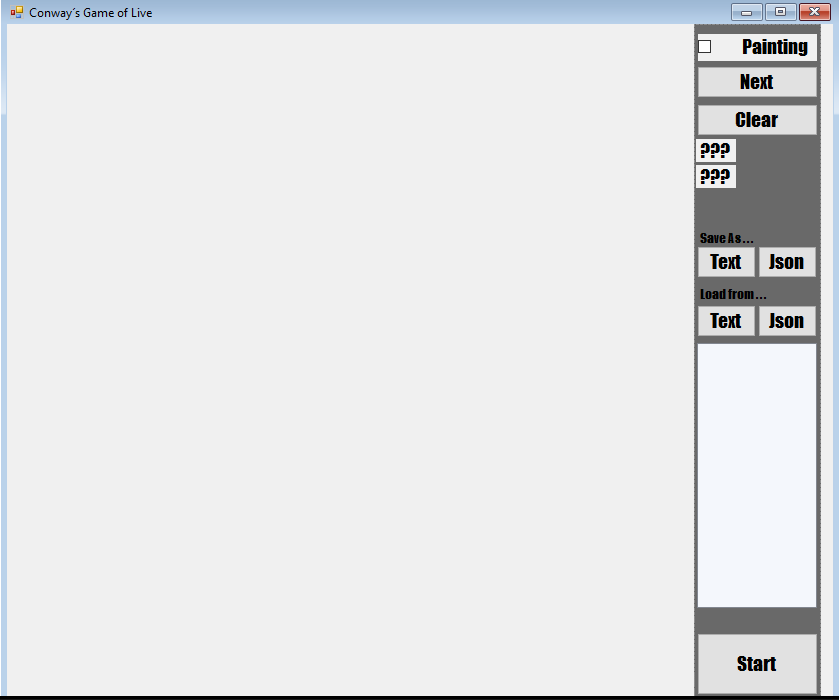 Conway´s Game of Live
Painting
Next
Clear
???
???
Save As . . .
Text Json
Load from . . .
Text Json
Start